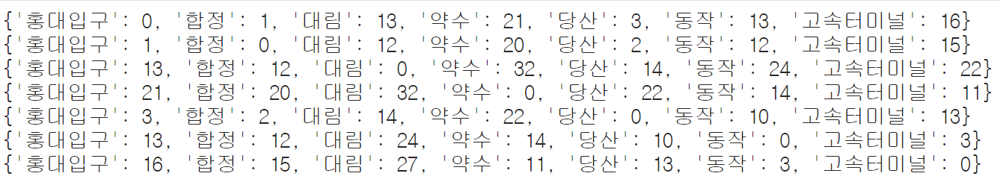 {'홍대입구': 0, '합정': 1, '대림': 13, '약수': 21, '당산': 3, '동작': 13, '고속터미널': 16}
{'홍대입구': 1, '합정': 0, '대림': 12, '약수': 20, '당산': 2, '동작': 12, '고속터미널': 15}
{'홍대입구': 13, '합정': 12, '대림': 0, '약수': 32, '당산': 14, '동작': 24, '고속터미널': 22}
{'홍대입구': 21, '합정': 20, '대림': 32, '약수': 0, '당산': 22, '동작': 14, '고속터미널': 11}
{'홍대입구': 3, '합정': 2, '대림': 14, '약수': 22, '당산': 0, '동작': 10, '고속터미널': 13}
{'홍대입구': 13, '합정': 12, '대림': 24, '약수': 14, '당산': 10, '동작': 0, '고속터미널': 3}
{'홍대입구': 16, '합정': 15, '대림': 27, '약수': 11, '당산': 13, '동작': 3, '고속터미널': 0}